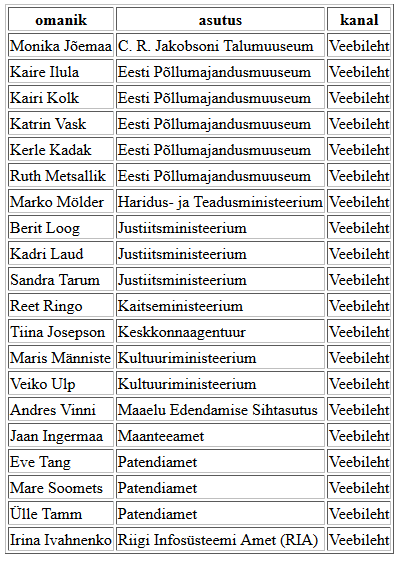 omanik asutus kanal
Monika Jõemaa C. R. Jakobsoni Talumuuseum Veebileht
Kaire Ilula Eesti Põllumajandusmuuseum Veebileht
Kairi Kolk Eesti Põllumajandusmuuseum Veebileht
Katrin Vask Eesti Põllumajandusmuuseum Veebileht
Kerle Kadak Eesti Põllumajandusmuuseum Veebileht
Ruth Metsallik Eesti Põllumajandusmuuseum Veebileht
Marko Mölder Haridus- ja Teadusministeerium Veebileht
Berit Loog Justiitsministeerium Veebileht
Kadri Laud Justiitsministeerium Veebileht
Sandra Tarum Justiitsministeerium Veebileht
Reet Ringo Kaitseministeerium Veebileht
Tiina Josepson Keskkonnaagentuur Veebileht
Maris Männiste Kultuuriministeerium Veebileht
Veiko Ulp Kultuuriministeerium Veebileht
Andres Vinni Maaelu Edendamise Sihtasutus Veebileht
Jaan Ingermaa Maanteeamet Veebileht
Eve Tang Patendiamet Veebileht
Mare Soomets Patendiamet Veebileht
Ülle Tamm Patendiamet Veebileht
Irina Ivahnenko Riigi Infosüsteemi Amet (RIA) Veebileht